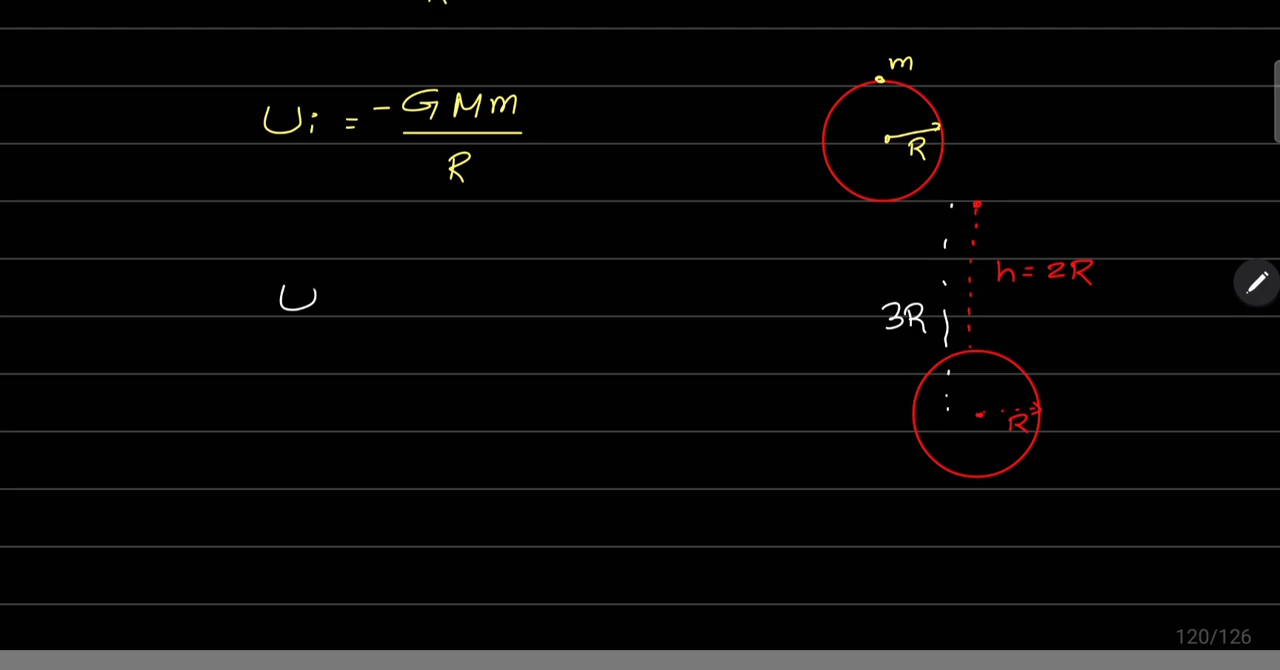 m
Ui = -GMm
R
R
h = 2R
U
3R
R
120/126